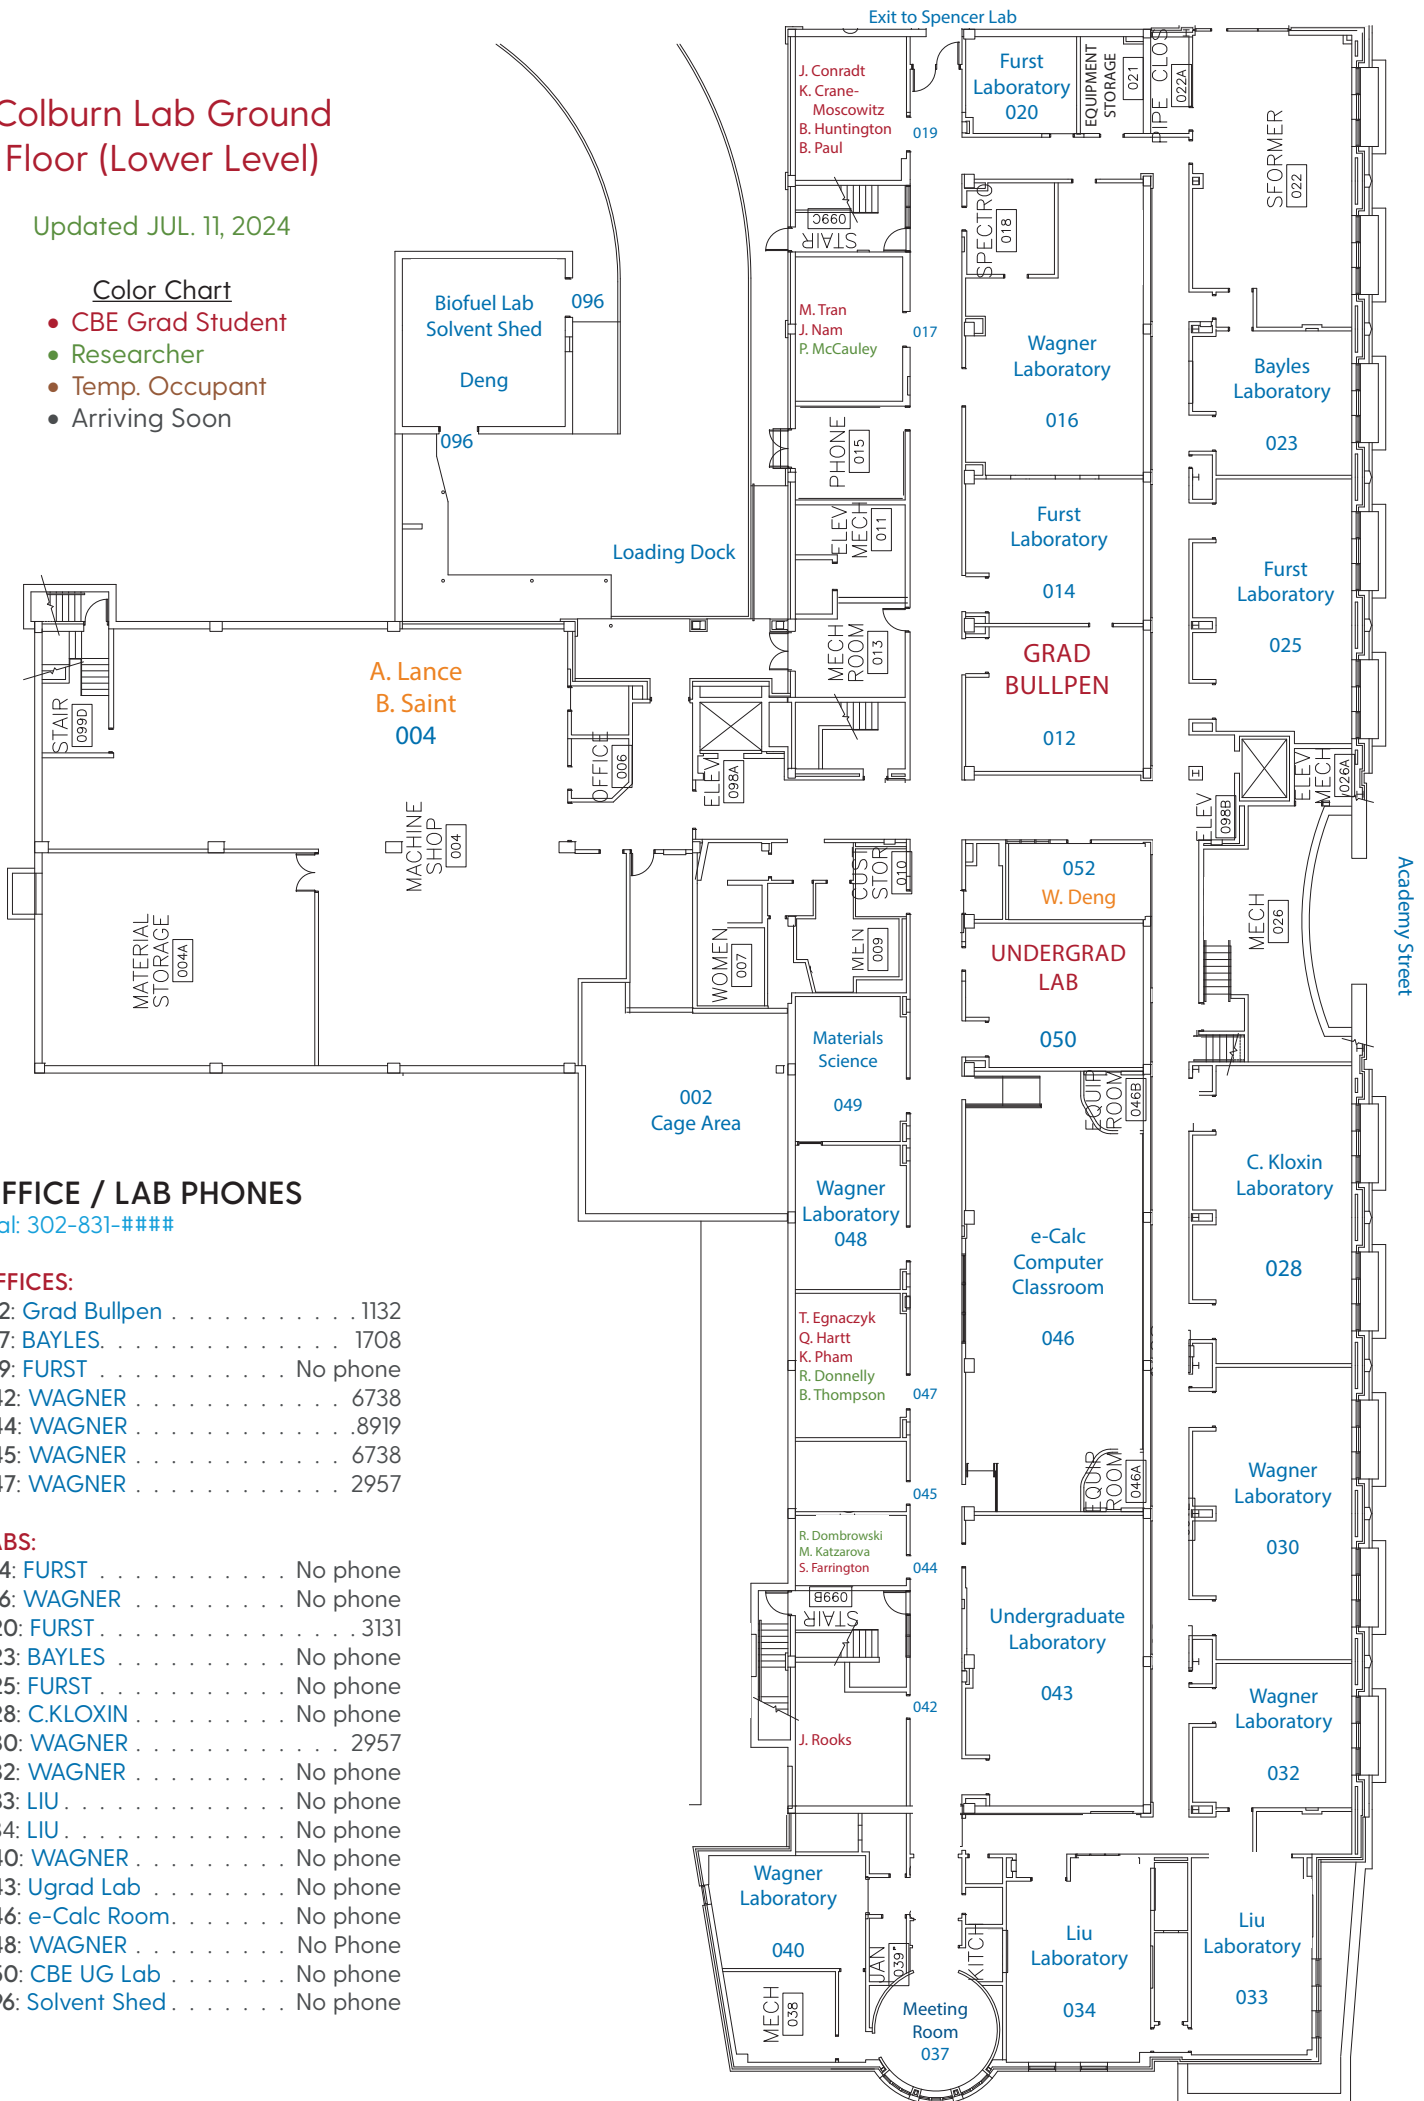 Exit to Spencer Lab
Colburn Lab Ground
Floor (Lower Level)
Updated JUL. 11, 2024
Color Chart
• CBE Grad Student
• Researcher
• Temp. Occupant
• Arriving Soon
J. Conradt
K. Crane-
Moscowitz
B. Huntington
B. Paul
019
Furst
Laboratory
020
EQUIPMENT
STORAGE
021
PIPE CLOS
022A
SFORMER
022
STAIR
099C
SPECTRO
018
Biofuel Lab
Solvent Shed
Deng
096
096
M. Tran
J. Nam
P. McCauley
017
Wagner
Laboratory
016
Bayles
Laboratory
023
PHONE
015
ELEV
MECH
011
Loading Dock
Furst
Laboratory
014
Furst
Laboratory
025
MECH
ROOM
013
GRAD
BULLPEN
012
A. Lance
B. Saint
004
STAIR
099D
OFFICE
006
ELEV
098A
MACHINE
SHOP
004
ELEV
098B
ELEV
MECH
026A
MATERIAL
STORAGE
004A
WOMEN
007
CUST
STOR
010
MEN
009
052
W. Deng
UNDERGRAD
LAB
050
MECH
026
Academy Street
Materials
Science
049
002
Cage Area
EQUIP
ROOM
046B
Wagner
Laboratory
048
e-Calc
Computer
Classroom
046
C. Kloxin
Laboratory
028
T. Egnaczyk
Q. Hartt
K. Pham
R. Donnelly
B. Thompson
047
EQUIP
ROOM
046A
045
Wagner
Laboratory
030
R. Dombrowski
M. Katzarova
S. Farrington
044
STAIR
099B
Undergraduate
Laboratory
043
042
J. Rooks
Wagner
Laboratory
032
Wagner
Laboratory
040
JAN
039
KITCH
MECH
038
Meeting
Room
037
Liu
Laboratory
034
Liu
Laboratory
033
FFICE / LAB PHONES
al: 302-831-####
FFICES:
2: Grad Bullpen . . . . . . . . . . . . 1132
7: BAYLES. . . . . . . . . . . . . . . 1708
9: FURST . . . . . . . . . . . . No phone
42: WAGNER . . . . . . . . . . . . . 6738
44: WAGNER . . . . . . . . . . . . .8919
45: WAGNER . . . . . . . . . . . . . 6738
47: WAGNER . . . . . . . . . . . . . 2957
ABS:
4: FURST . . . . . . . . . . . . No phone
6: WAGNER . . . . . . . . . . No phone
20: FURST . . . . . . . . . . . . . . . 3131
23: BAYLES . . . . . . . . . . No phone
25: FURST . . . . . . . . . . . No phone
28: C.KLOXIN . . . . . . . . . No phone
30: WAGNER . . . . . . . . . . . . . 2957
32: WAGNER . . . . . . . . . No phone
33: LIU . . . . . . . . . . . . . No phone
34: LIU . . . . . . . . . . . . . No phone
40: WAGNER . . . . . . . . . No phone
43: Ugrad Lab . . . . . . . . No phone
46: e-Calc Room. . . . . . . No phone
48: WAGNER . . . . . . . . . No Phone
50: CBE UG Lab . . . . . . . No phone
96: Solvent Shed . . . . . . . No phone